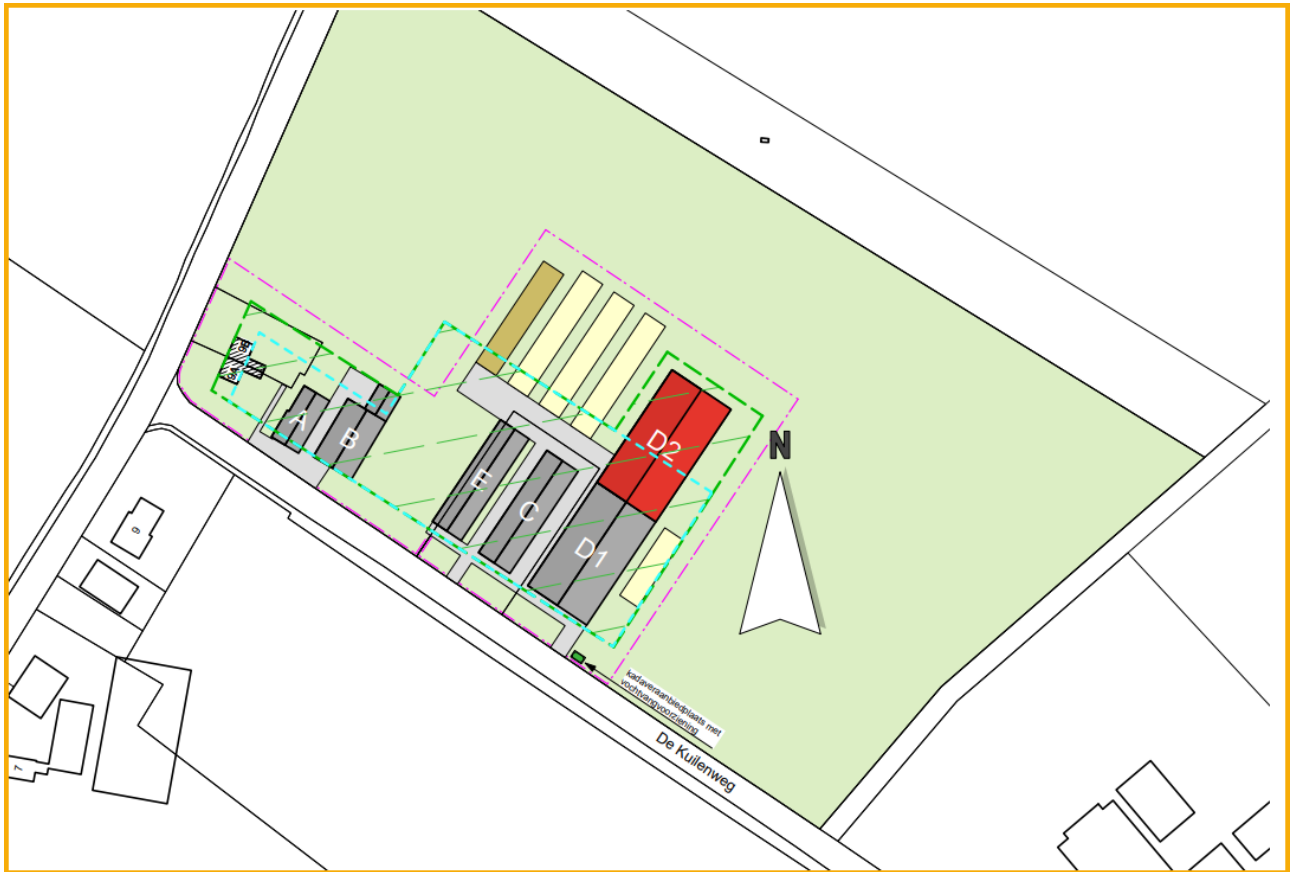 N
D2
A
B
E
C
D1
9
7
kadaveraanbiedplaats met
vochtvangvoorziening
De Kuilenweg